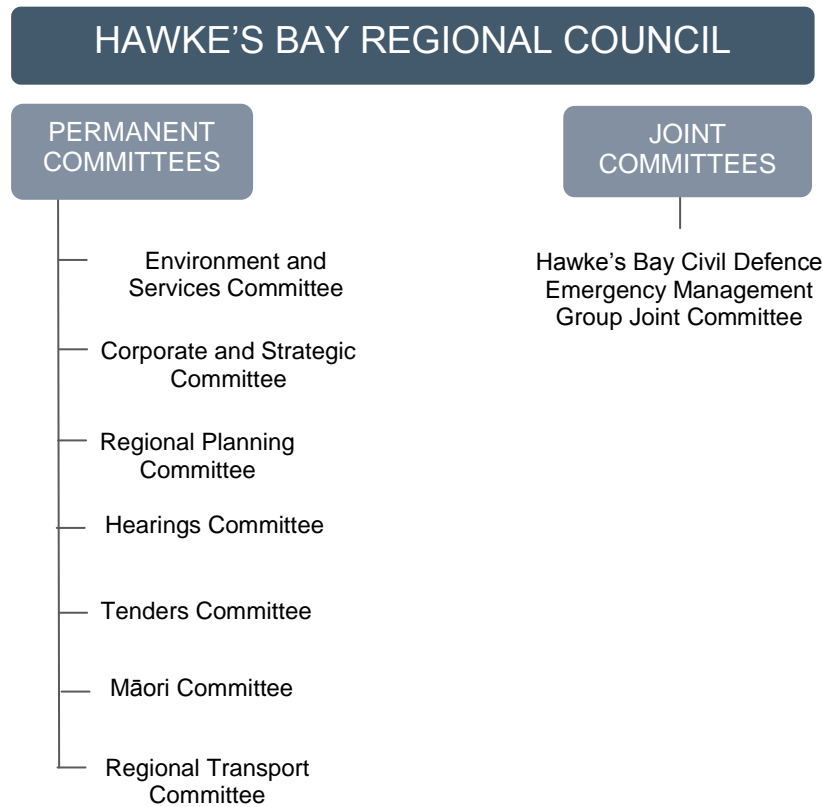 HAWKE'S BAY REGIONAL COUNCIL
PERMANENT
COMMITTEES
Environment and
Services Committee
Corporate and Strategic
Committee
Regional Planning
Committee
Hearings Committee
Tenders Committee
Māori Committee
Regional Transport
Committee
JOINT
COMMITTEES
Hawke's Bay Civil Defence
Emergency Management
Group Joint Committee